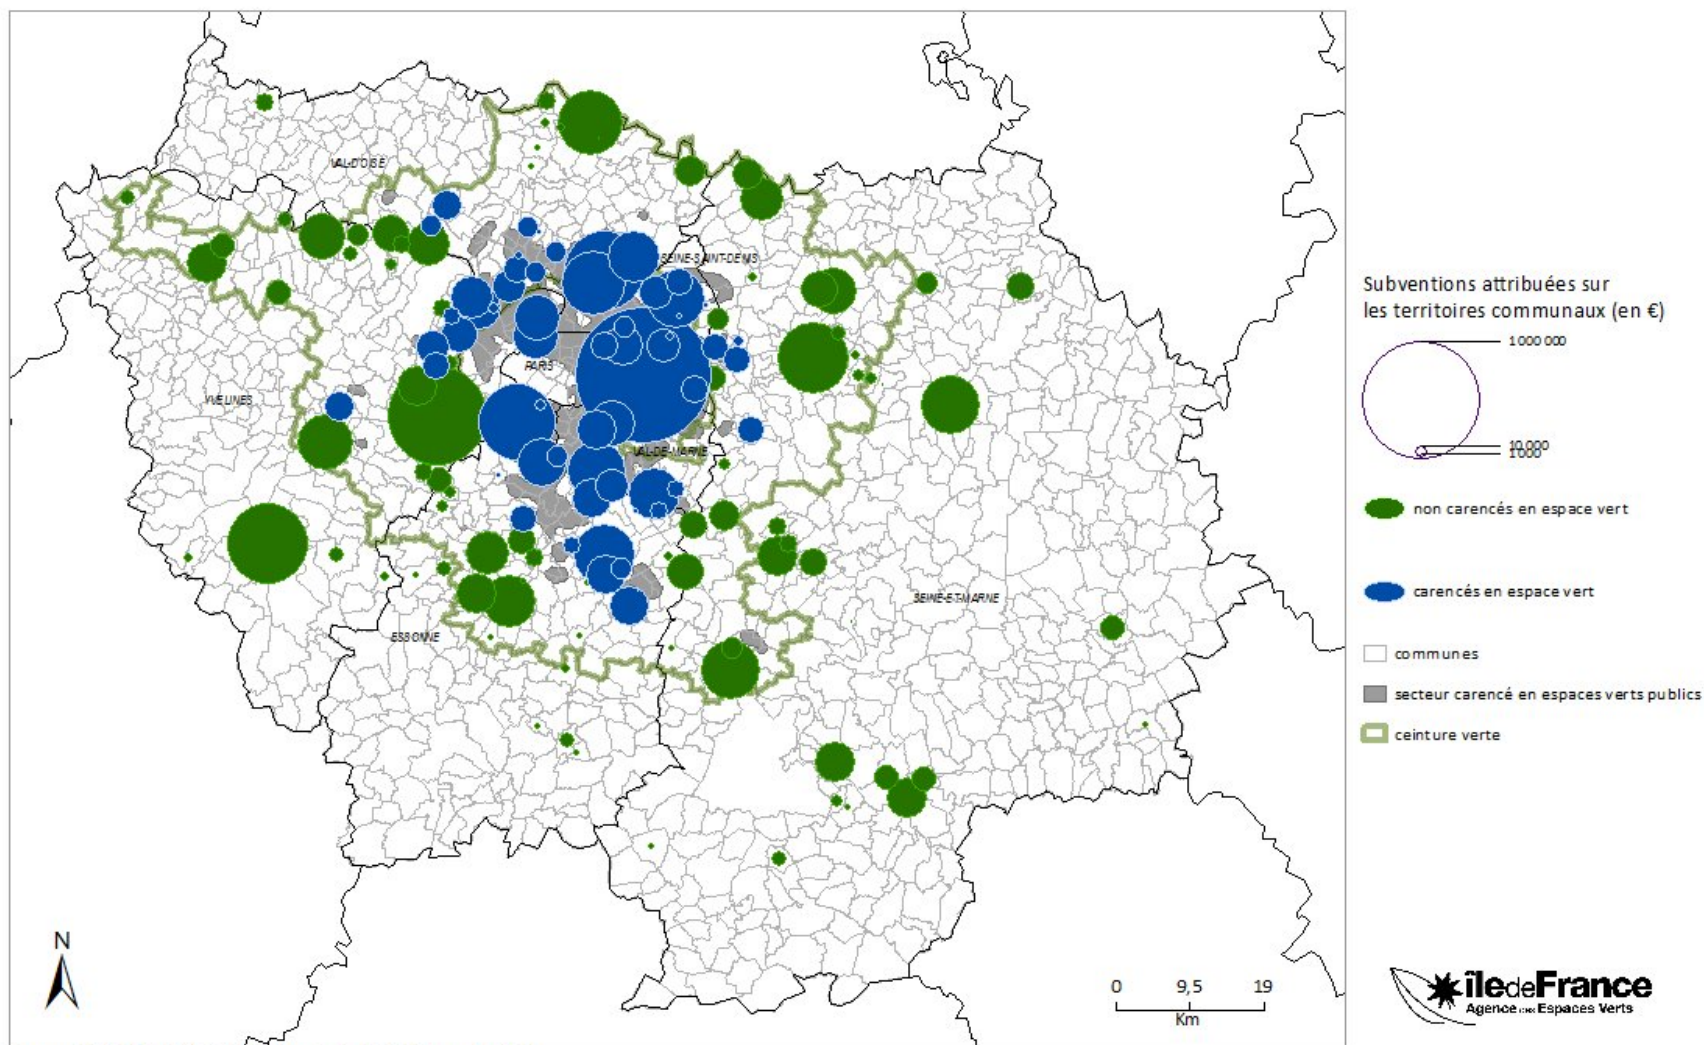 VAL-D'OISE
SEINE-SAINT-DENIS
PARIS
YVELINES
VAL-DE-MARNE
SEINE-ET-MARNE
ESSONNE
N
0 9,5 19
Km
Subventions attribuées sur
les territoires communaux (en €)
1 000 000
10 000
1 000
non carencés en espace vert
carencés en espace vert
communes
secteur carencé en espaces verts publics
ceinture verte
îledeFrance
Agence des Espaces Verts